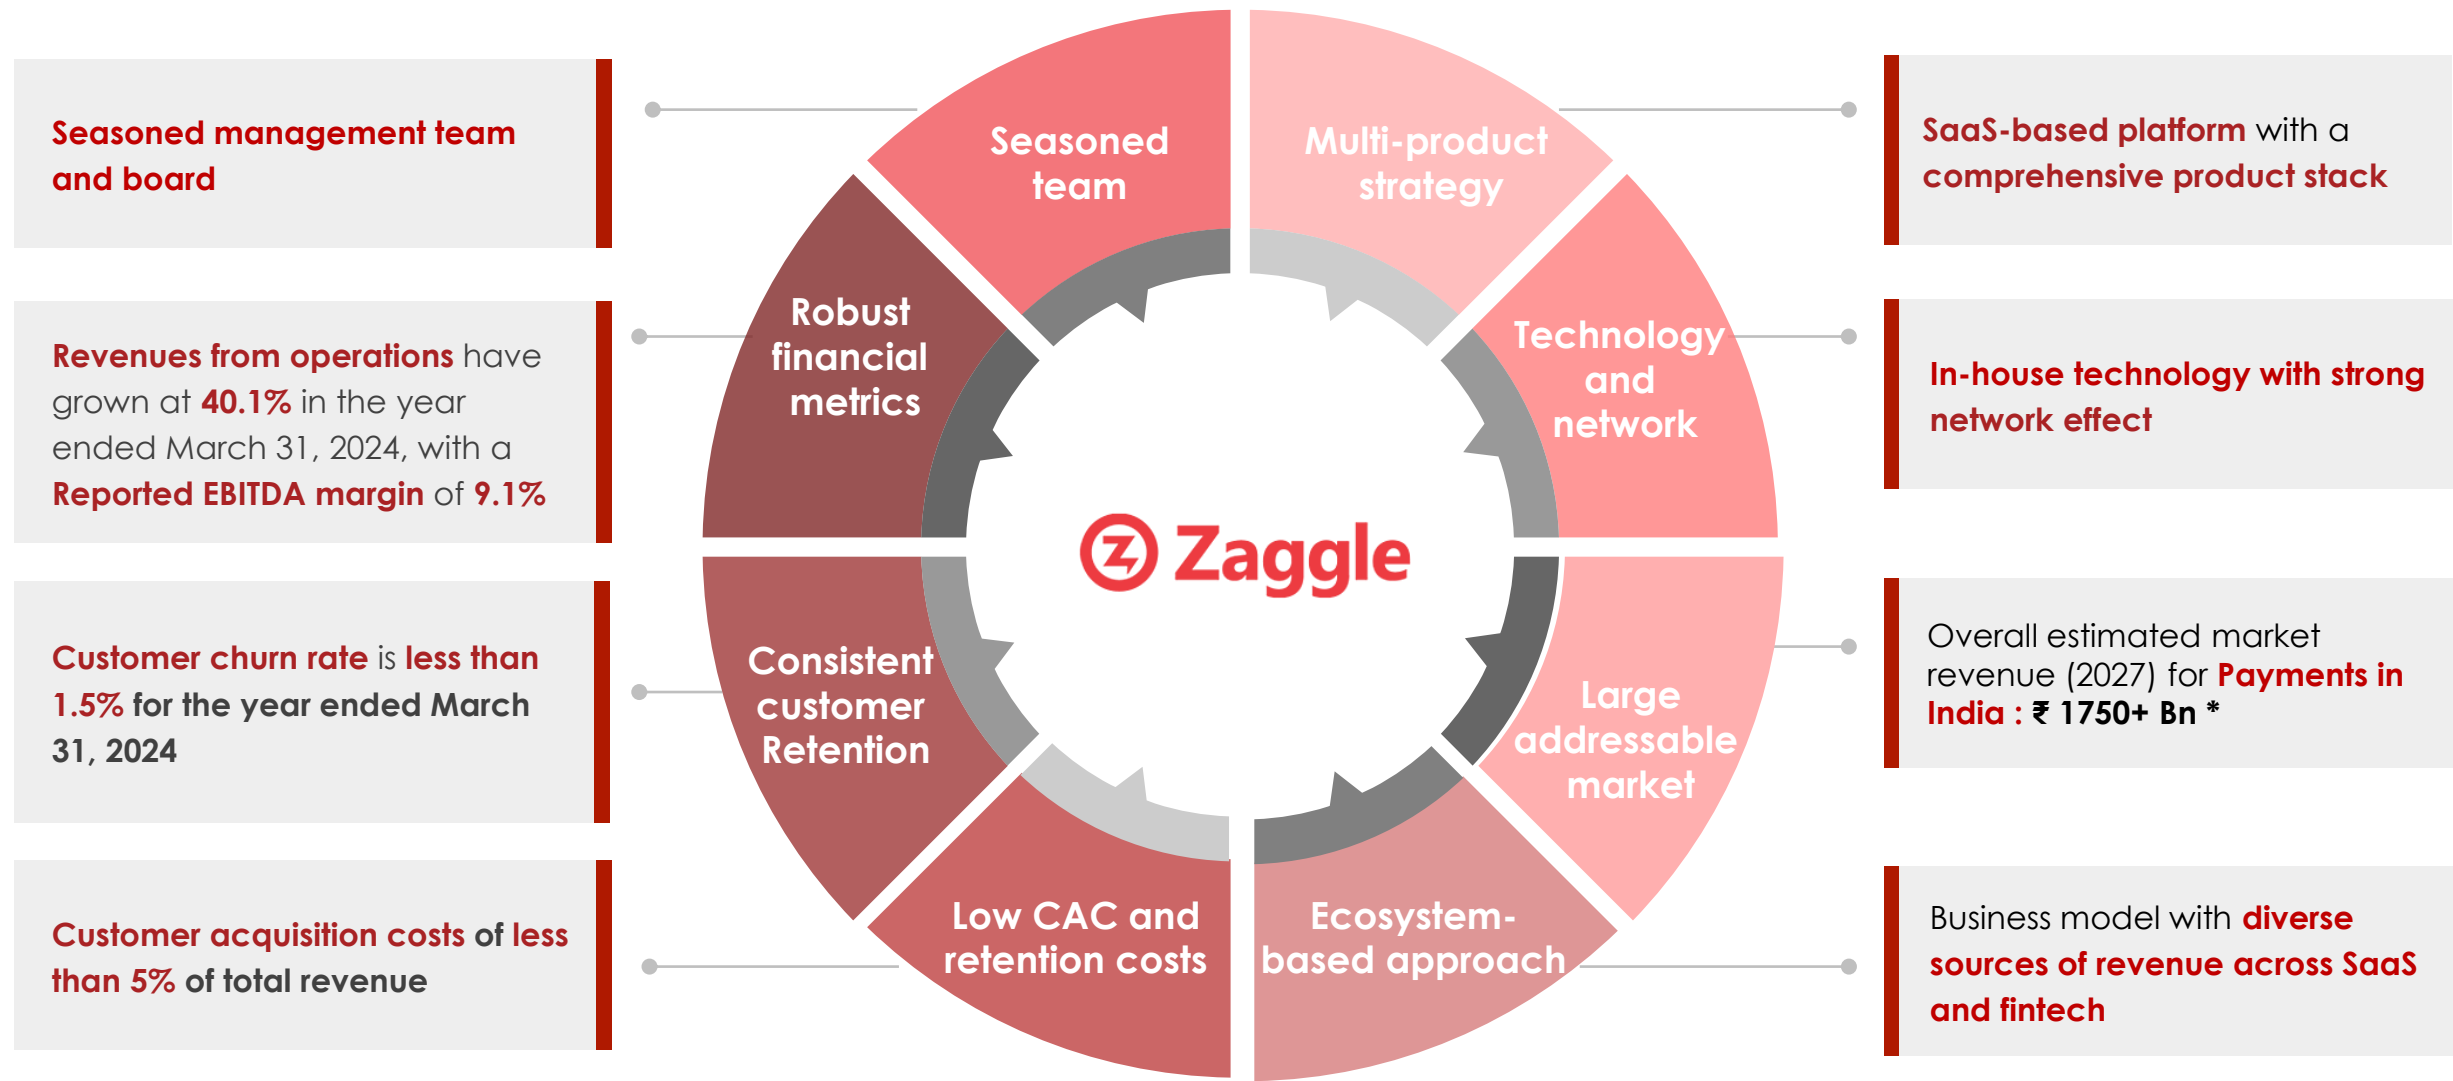 Seasoned management team
and board
Revenues from operations have
grown at 40.1% in the year
ended March 31, 2024, with a
Reported EBITDA margin of 9.1%
Customer churn rate is less than
1.5% for the year ended March
31, 2024
Customer acquisition costs of less
than 5% of total revenue
Seasoned
team
Multi-product
strategy
Robust
financial
metrics
Technology
and
network
Zaggle
Consistent
customer
Retention
Large
addressable
market
Low CAC and
retention costs
Ecosystem-
based approach
SaaS-based platform with a
comprehensive product stack
In-house technology with strong
network effect
Overall estimated market
revenue (2027) for Payments in
India : ₹ 1750+ Bn *
Business model with diverse
sources of revenue across SaaS
and fintech